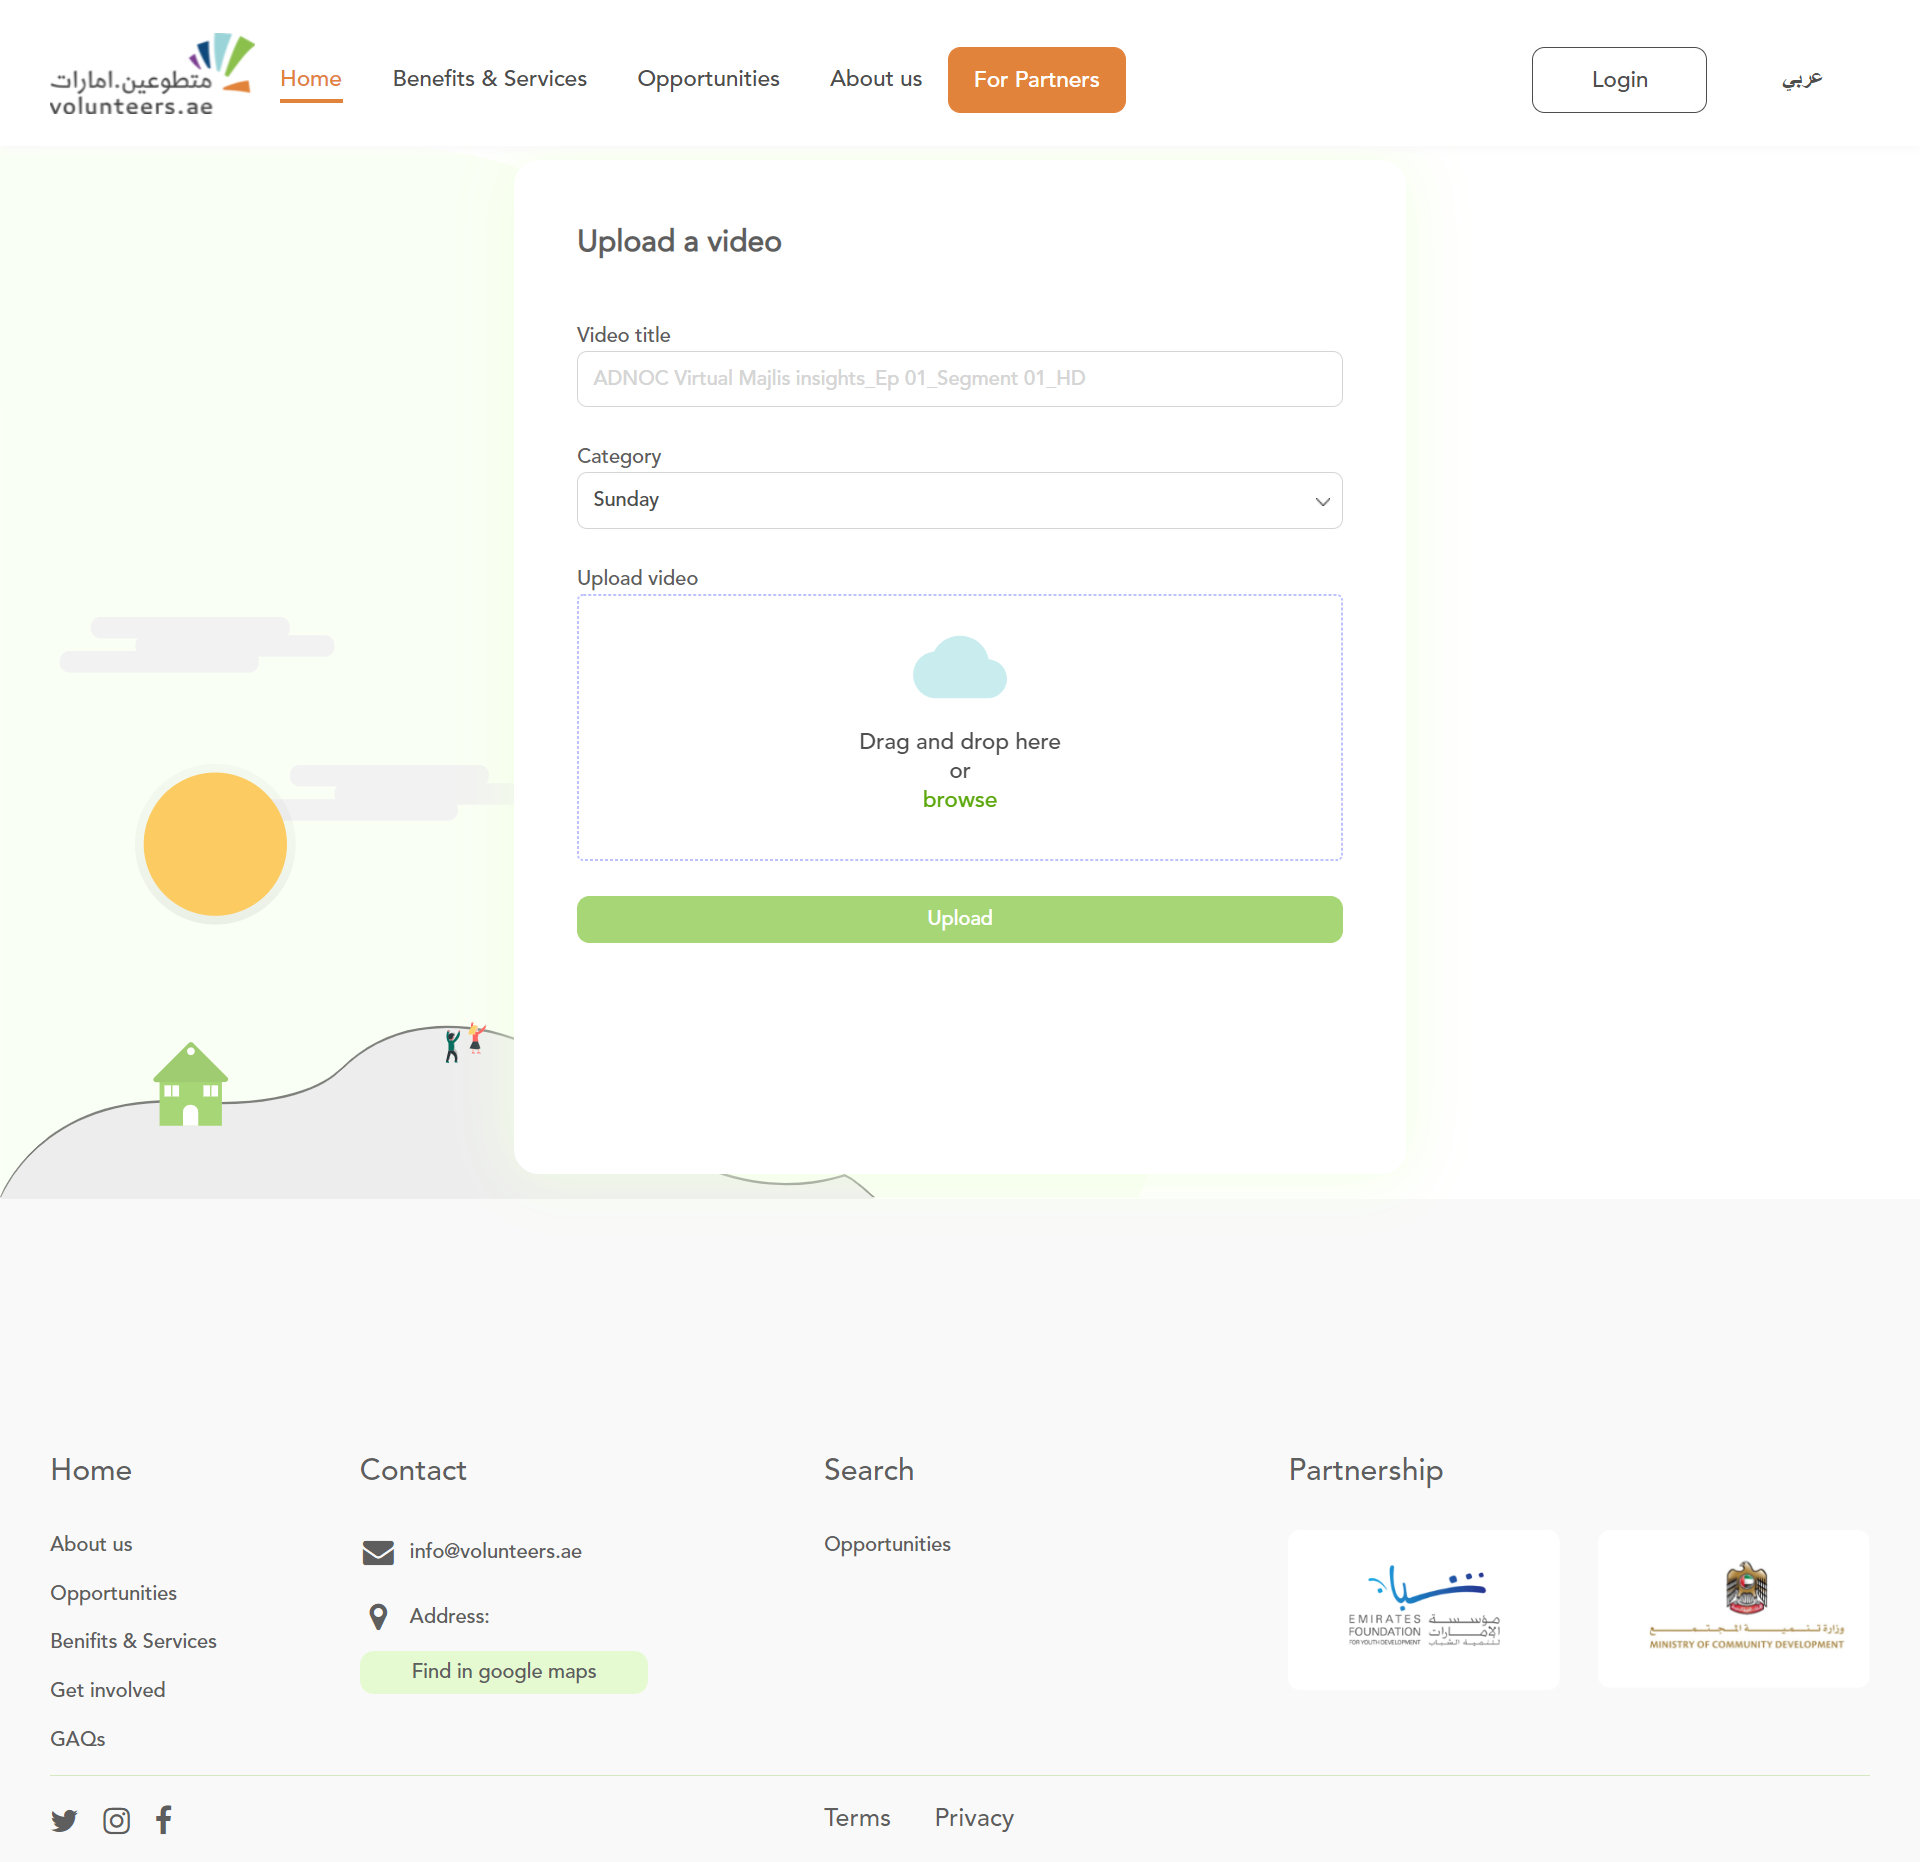 متطوعين.امارات
volunteers.ae
Home
Benefits & Services
Opportunities
About us
For Partners
Login
عربي
Upload a video
Video title
ADNOC Virtual Majlis insights_Ep 01_Segment 01_HD
Category
Sunday
Upload video
Drag and drop here
or
browse
Upload
Home
About us
Opportunities
Benifits & Services
Get involved
GAQs
Contact
info@volunteers.ae
Address:
Find in google maps
Search
Opportunities
Partnership
EMIRATES
FOUNDATION
FOR YOUTH DEVELOPMENT
مؤسسة
الإمارات
لتنمية الشباب
وزارة تنمية المجتمع
MINISTRY OF COMMUNITY DEVELOPMENT
Terms
Privacy